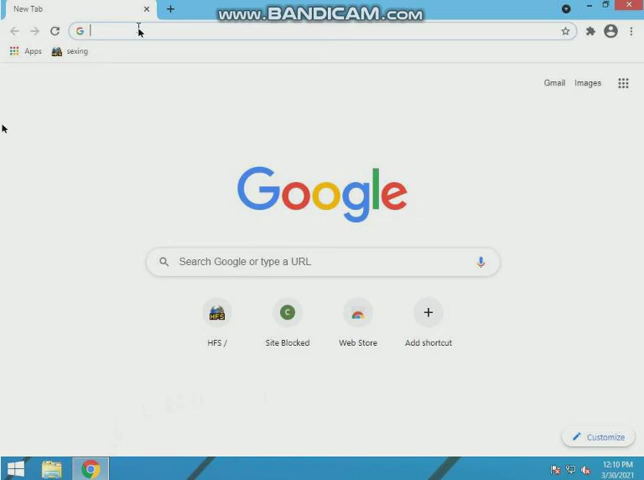 New Tab
www.BANDICAM.com
Apps
sexing
Gmail
Images
Google
Search Google or type a URL
HFS
C
HFS /
Site Blocked
Web Store
Add shortcut
Customize
12:10 PM
3/30/2021